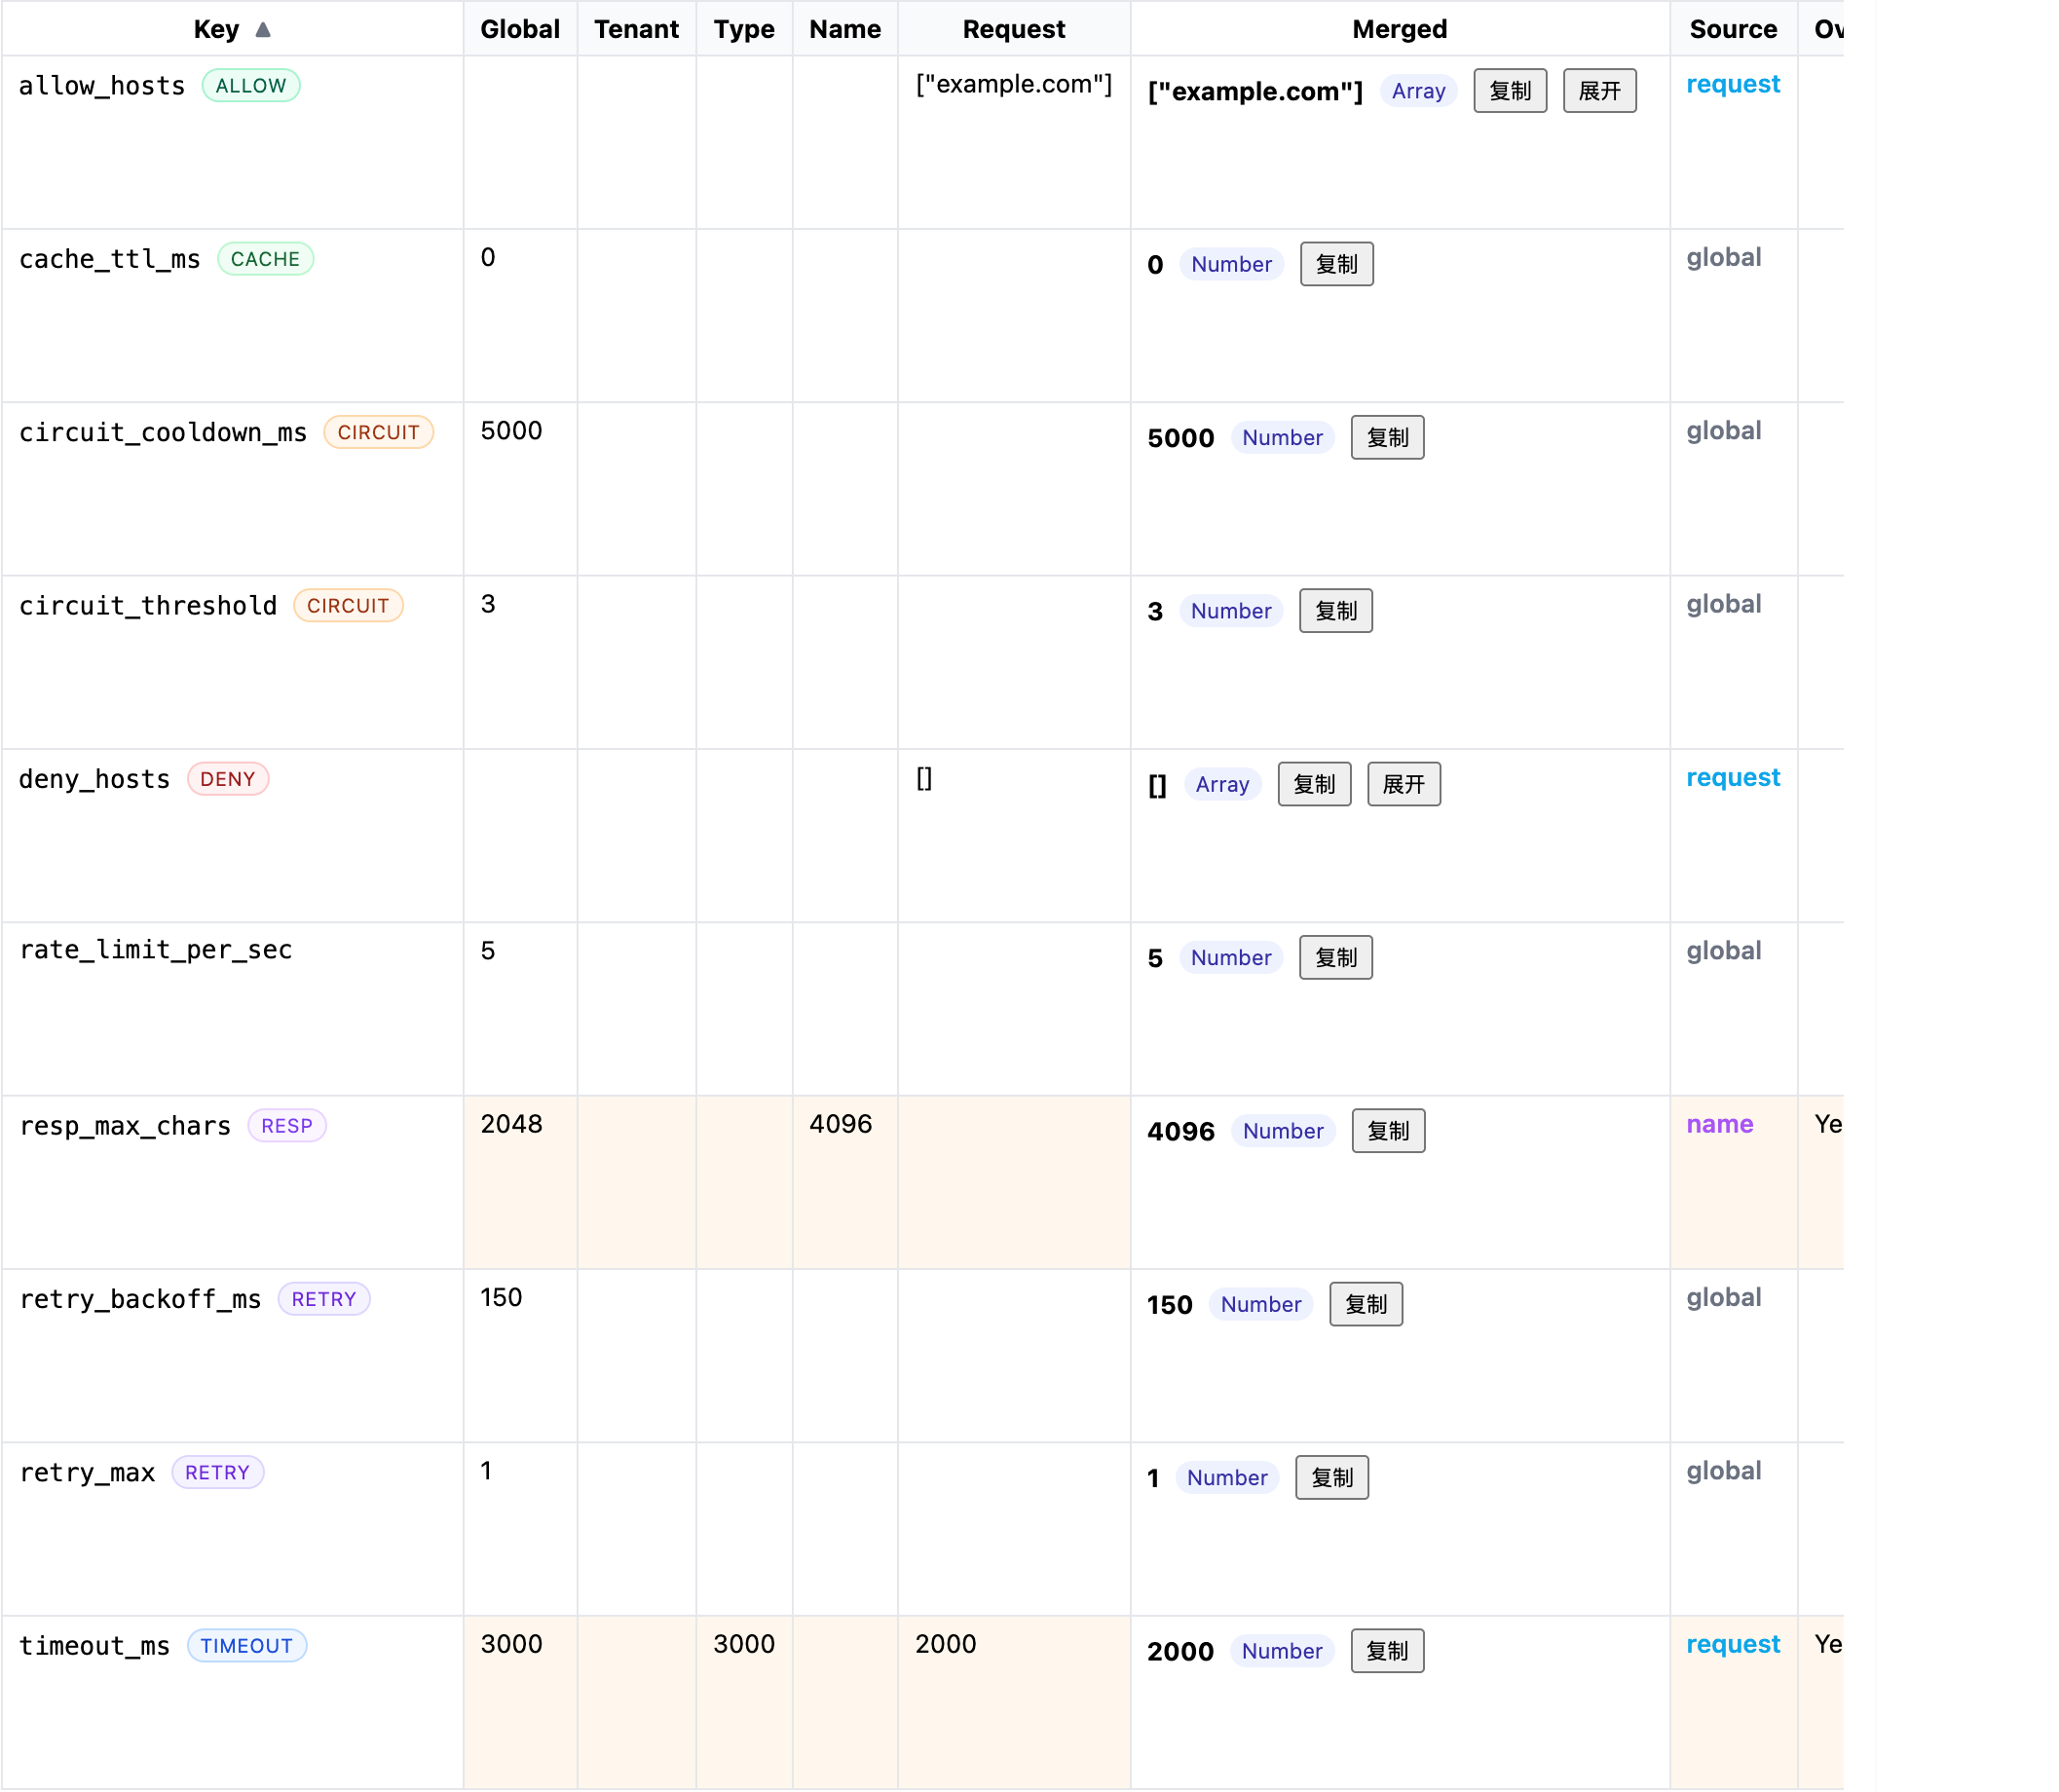 Key ▲ Global Tenant Type Name Request Merged Source Ov
allow_hosts ALLOW ["example.com"] ["example.com"] Array 复制 展开 request
cache_ttl_ms CACHE 0 0 Number 复制 global
circuit_cooldown_ms CIRCUIT 5000 5000 Number 复制 global
circuit_threshold CIRCUIT 3 3 Number 复制 global
deny_hosts DENY [] [] Array 复制 展开 request
rate_limit_per_sec 5 5 Number 复制 global
resp_max_chars RESP 2048 4096 4096 Number 复制 name Ye
retry_backoff_ms RETRY 150 150 Number 复制 global
retry_max RETRY 1 1 Number 复制 global
timeout_ms TIMEOUT 3000 3000 2000 2000 Number 复制 request Ye